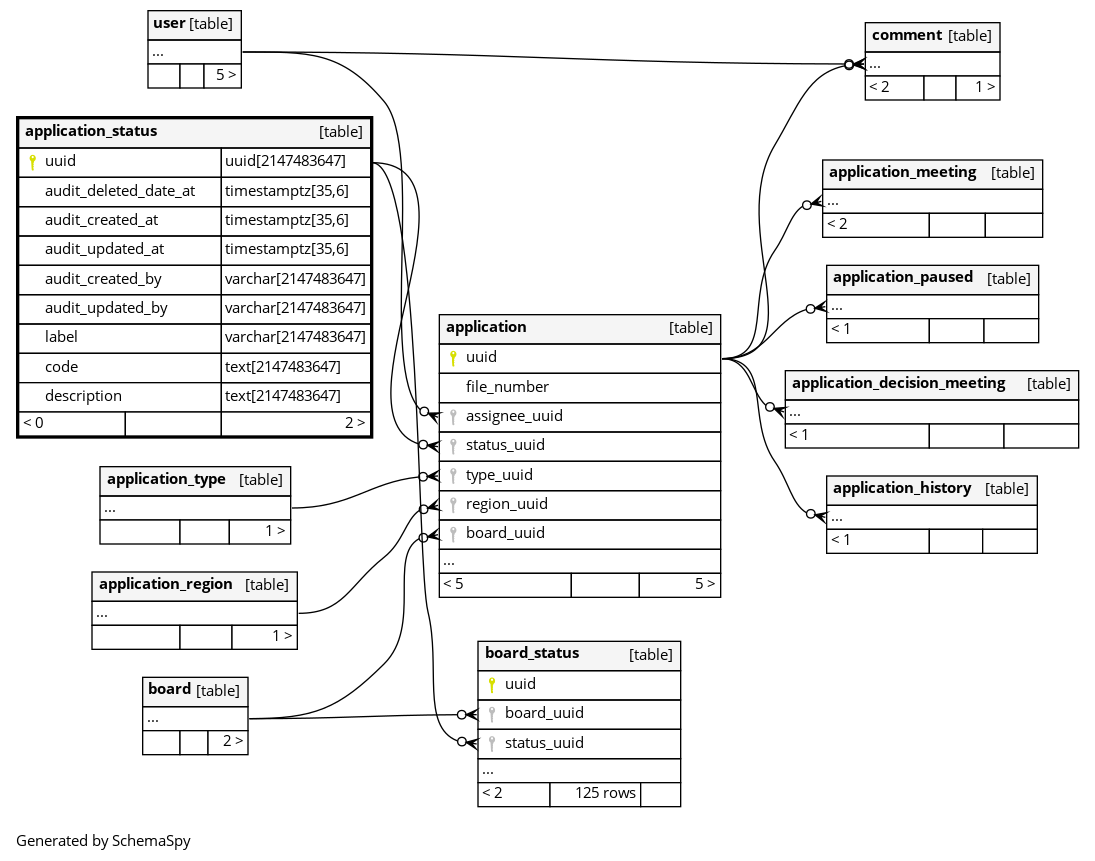 user [table]
...
5 >
application_status [table]
uuid uuid[2147483647]
audit_deleted_date_at timestamptz[35,6]
audit_created_at timestamptz[35,6]
audit_updated_at timestamptz[35,6]
audit_created_by varchar[2147483647]
audit_updated_by varchar[2147483647]
label varchar[2147483647]
code text[2147483647]
description text[2147483647]
< 0 2 >
application_type [table]
...
1 >
application_region [table]
...
1 >
board [table]
...
2 >
application [table]
uuid
file_number
assignee_uuid
status_uuid
type_uuid
region_uuid
board_uuid
...
< 5 5 >
board_status [table]
uuid
board_uuid
status_uuid
...
< 2 125 rows
comment [table]
...
< 2 1 >
application_meeting [table]
...
< 2
application_paused [table]
...
< 1
application_decision_meeting [table]
...
< 1
application_history [table]
...
< 1
Generated by SchemaSpy